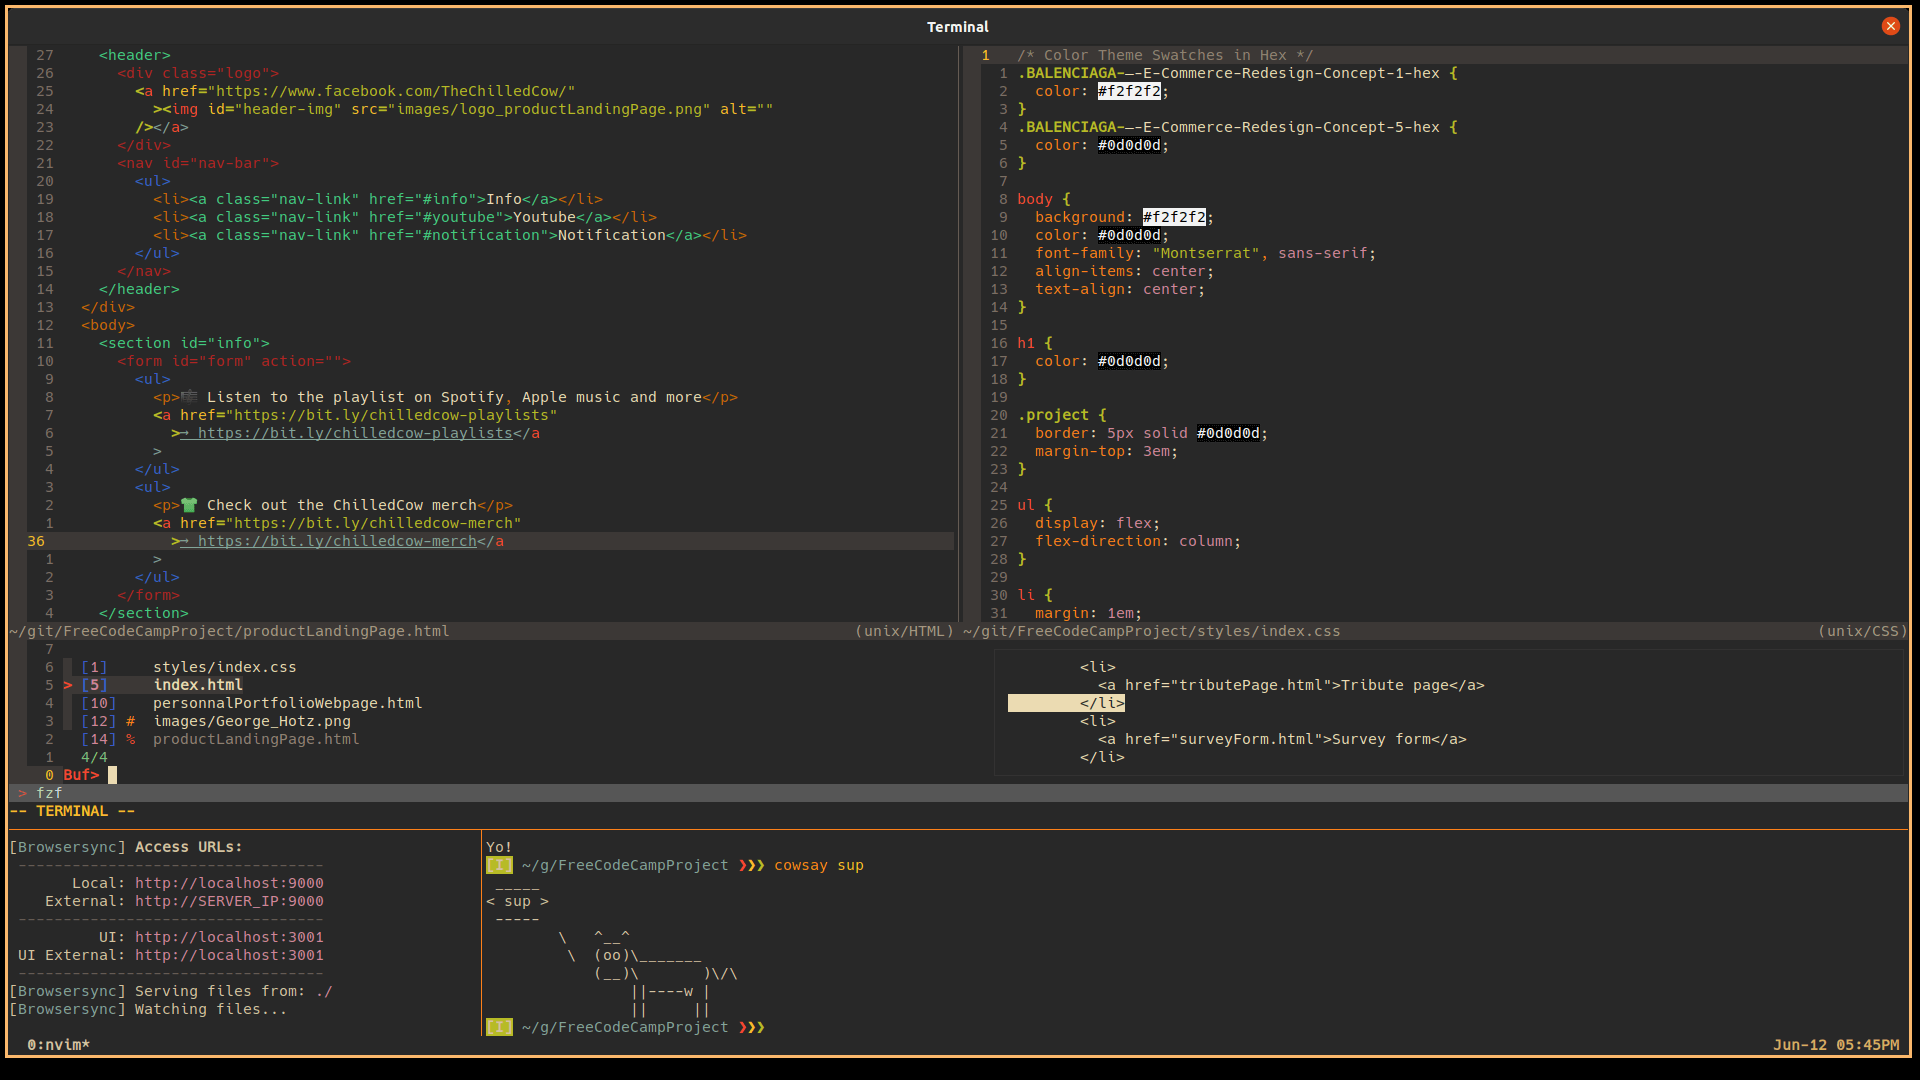 Terminal
27 <header>
26 <div class="logo">
25 <a href="https://www.facebook.com/TheChilledCow/"
24 ><img id="header-img" src="images/logo_productLandingPage.png" alt=""
23 /></a>
22 </div>
21 <nav id="nav-bar">
20 <ul>
19 <li><a class="nav-link" href="#info">Info</a></li>
18 <li><a class="nav-link" href="#youtube">Youtube</a></li>
17 <li><a class="nav-link" href="#notification">Notification</a></li>
16 </ul>
15 </nav>
14 </header>
13 </div>
12 <body>
11 <section id="info">
10 <form id="form" action="">
9 <ul>
8 <p>🎼 Listen to the playlist on Spotify, Apple music and more</p>
7 <a href="https://bit.ly/chilledcow-playlists"
6 >→ https://bit.ly/chilledcow-playlists</a
5 >
4 </ul>
3 <ul>
2 <p>👕 Check out the ChilledCow merch</p>
1 <a href="https://bit.ly/chilledcow-merch"
36 >→ https://bit.ly/chilledcow-merch</a
1 >
2 </ul>
3 </form>
4 </section>
~/git/FreeCodeCampProject/productLandingPage.html (unix/HTML)
1 /* Color Theme Swatches in Hex */
1 .BALENCIAGA-—-E-Commerce-Redesign-Concept-1-hex {
2 color: #f2f2f2;
3 }
4 .BALENCIAGA-—-E-Commerce-Redesign-Concept-5-hex {
5 color: #0d0d0d;
6 }
7
8 body {
9 background: #f2f2f2;
10 color: #0d0d0d;
11 font-family: "Montserrat", sans-serif;
12 align-items: center;
13 text-align: center;
14 }
15
16 h1 {
17 color: #0d0d0d;
18 }
19
20 .project {
21 border: 5px solid #0d0d0d;
22 margin-top: 3em;
23 }
24
25 ul {
26 display: flex;
27 flex-direction: column;
28 }
29
30 li {
31 margin: 1em;
~/git/FreeCodeCampProject/styles/index.css (unix/CSS)
7
6 [1] styles/index.css
5 > [5] index.html
4 [10] personnalPortfolioWebpage.html
3 [12] # images/George_Hotz.png
2 [14] % productLandingPage.html
1 4/4
0 Buf>
<li>
<a href="tributePage.html">Tribute page</a>
</li>
<li>
<a href="surveyForm.html">Survey form</a>
</li>
> fzf
-- TERMINAL --
[Browsersync] Access URLs:
----------------------------------
Local: http://localhost:9000
External: http://SERVER_IP:9000
----------------------------------
UI: http://localhost:3001
UI External: http://localhost:3001
----------------------------------
[Browsersync] Serving files from: ./
[Browsersync] Watching files...
Yo!
[I] ~/g/FreeCodeCampProject ❯❯❯ cowsay sup
_____
< sup >
-----
\ ^__^
\ (oo)\_______
(__)\ )\/\
||----w |
|| ||
[I] ~/g/FreeCodeCampProject ❯❯❯
0:nvim* Jun-12 05:45PM